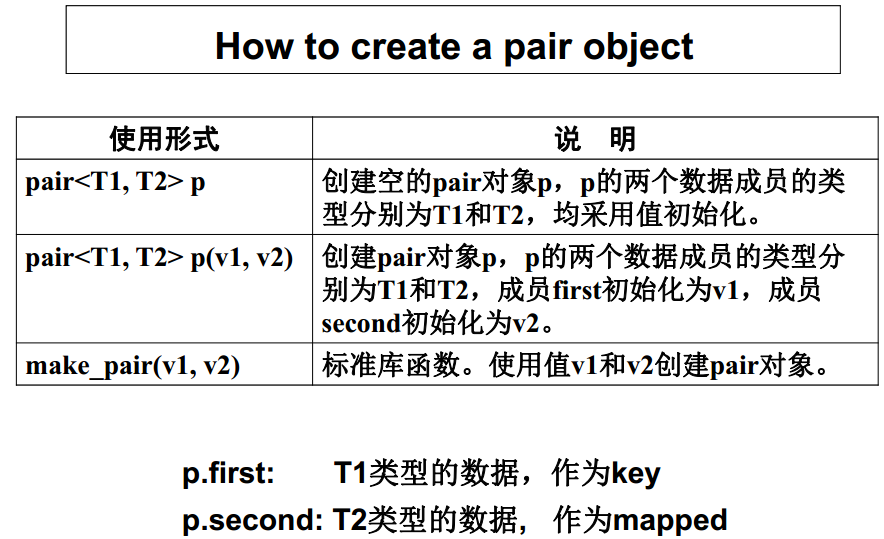 How to create a pair object
使用形式
说 明
pair<T1, T2> p
创建空的pair对象p，p的两个数据成员的类
型分别为T1和T2，均采用值初始化。
pair<T1, T2> p(v1, v2)
创建pair对象p，p的两个数据成员的类型分
别为T1和T2，成员first初始化为v1，成员
second初始化为v2。
make_pair(v1, v2)
标准库函数。使用值v1和v2创建pair对象。
p.first: T1类型的数据，作为key
p.second: T2类型的数据, 作为mapped